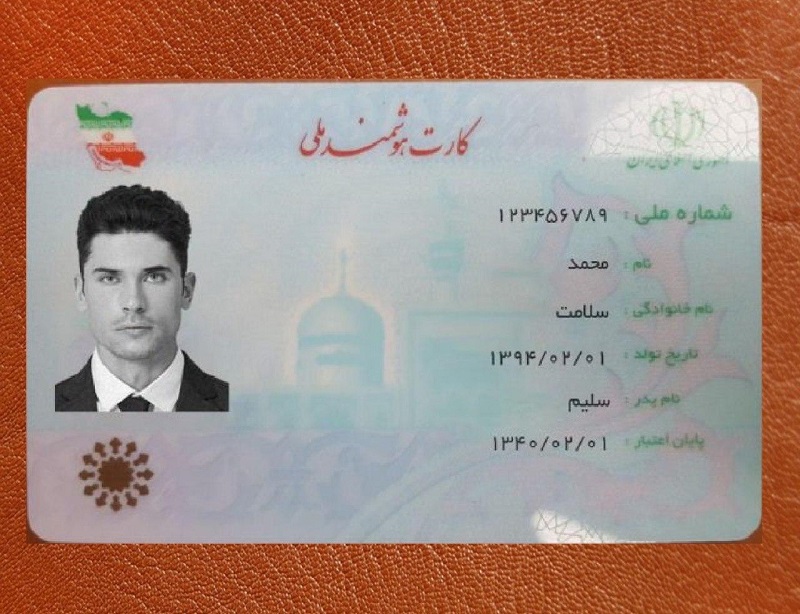 کارت هوشمند ملی
جمهوری اسلامی ایران
شماره ملی : ۱۲۳۴۵۶۷۸۹
نام : محمد
نام خانوادگی : سلامت
تاریخ تولد : ۱۳۹۴/۰۲/۰۱
نام پدر : سلیم
پایان اعتبار : ۱۳۴۰/۰۲/۰۱